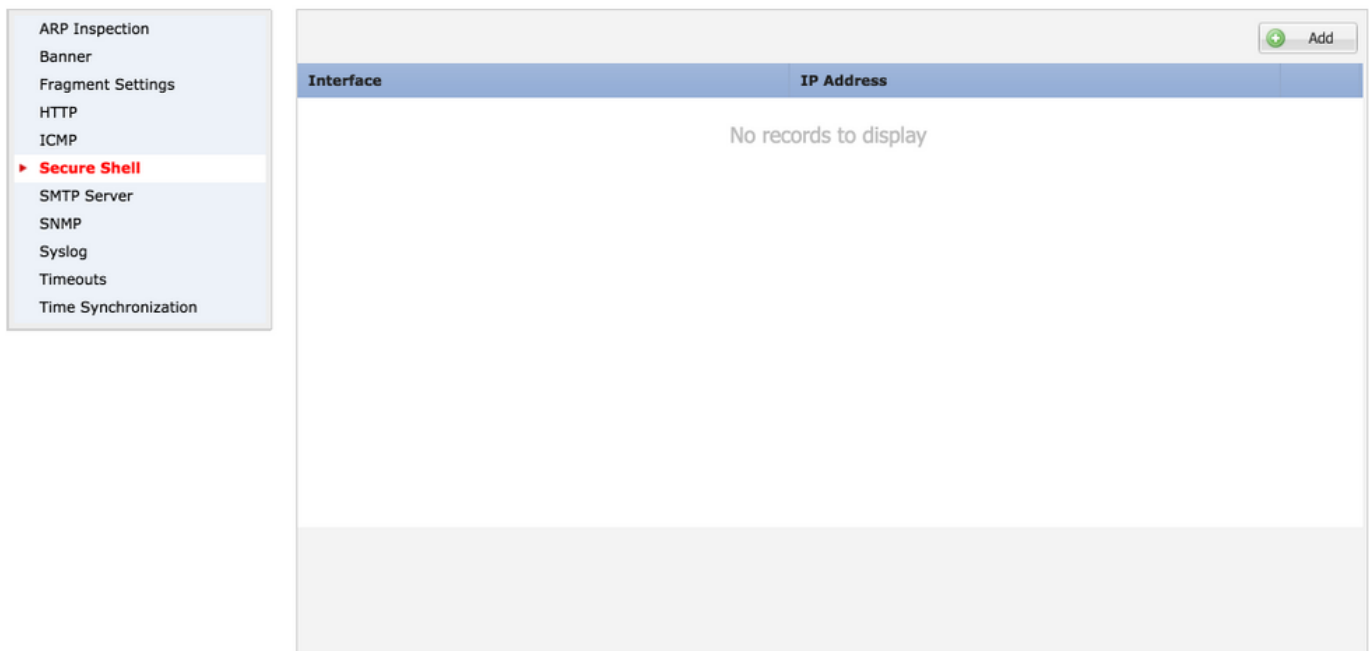 ARP Inspection
Banner
Fragment Settings
HTTP
ICMP
Secure Shell
SMTP Server
SNMP
Syslog
Timeouts
Time Synchronization
Add
Interface IP Address
No records to display